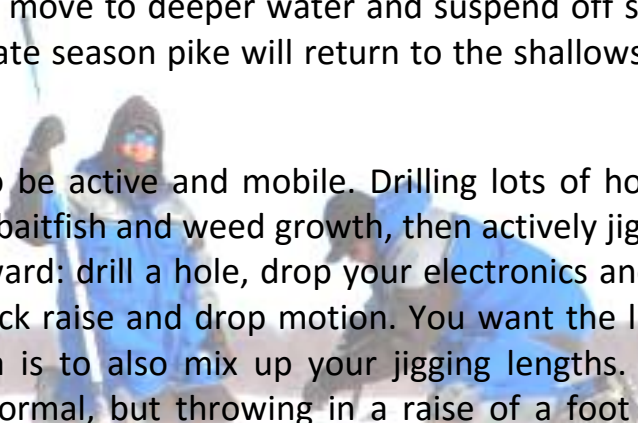 move to deeper water and suspend off s
ate season pike will return to the shallows
be active and mobile. Drilling lots of ho
baitfish and weed growth, then actively jig
ard: drill a hole, drop your electronics an
ck raise and drop motion. You want the l
is to also mix up your jigging lengths.
ormal, but throwing in a raise of a foot